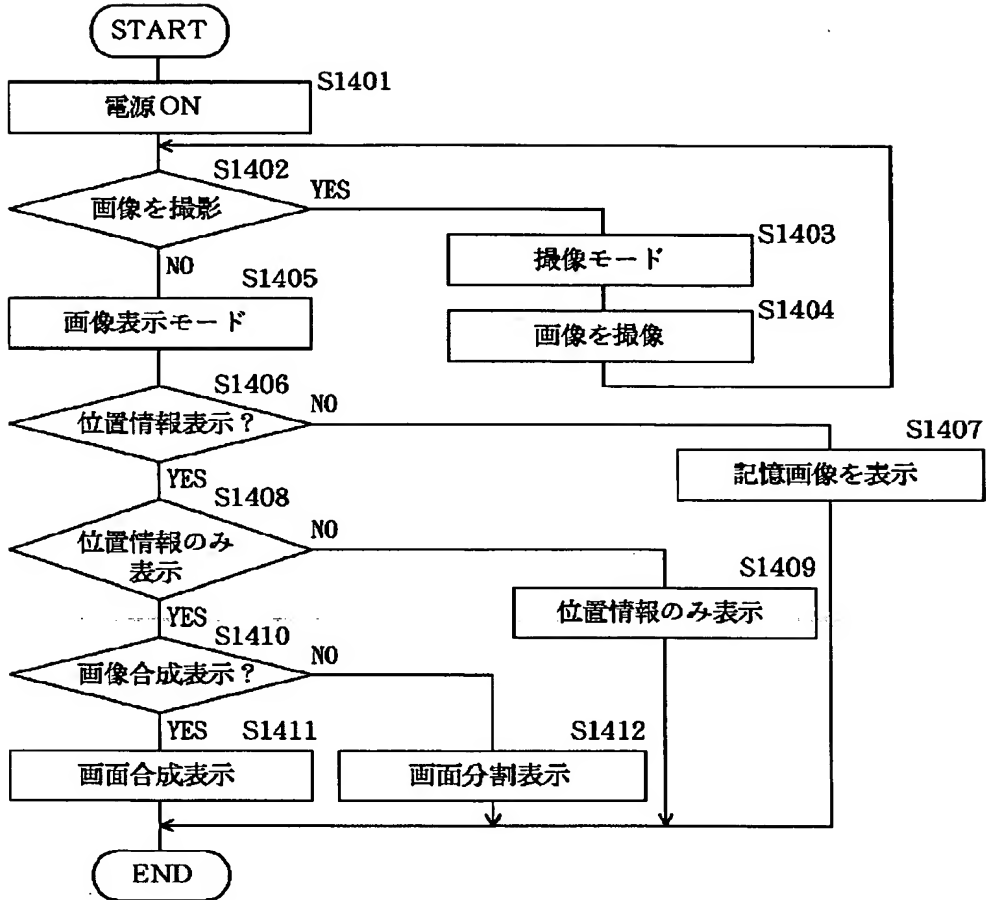 START
S1401
電源ON
S1402
画像を撮影
YES
NO
S1403
撮像モード
S1404
画像を撮像
S1405
画像表示モード
S1406
位置情報表示？
NO
YES
S1407
記憶画像を表示
S1408
位置情報のみ
表示
NO
YES
S1409
位置情報のみ表示
S1410
画像合成表示？
NO
YES
S1411
画面合成表示
S1412
画面分割表示
END